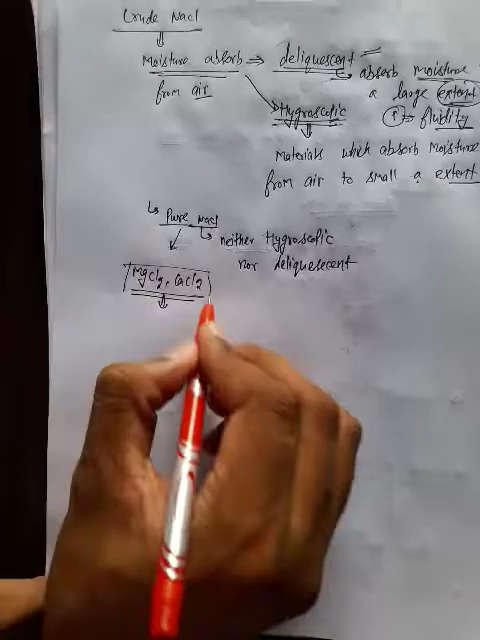 Crude NaCl
⇓
Moisture absorb → deliquescent
from air
absorb moisture
a large extent
Hygroscopic
⇒ fluidity
⇓
Materials which absorb Moisture
from air to small a extent
↳ Pure NaCl
↳ neither Hygroscopic
nor deliquescent
MgCl2, CaCl2
⇓